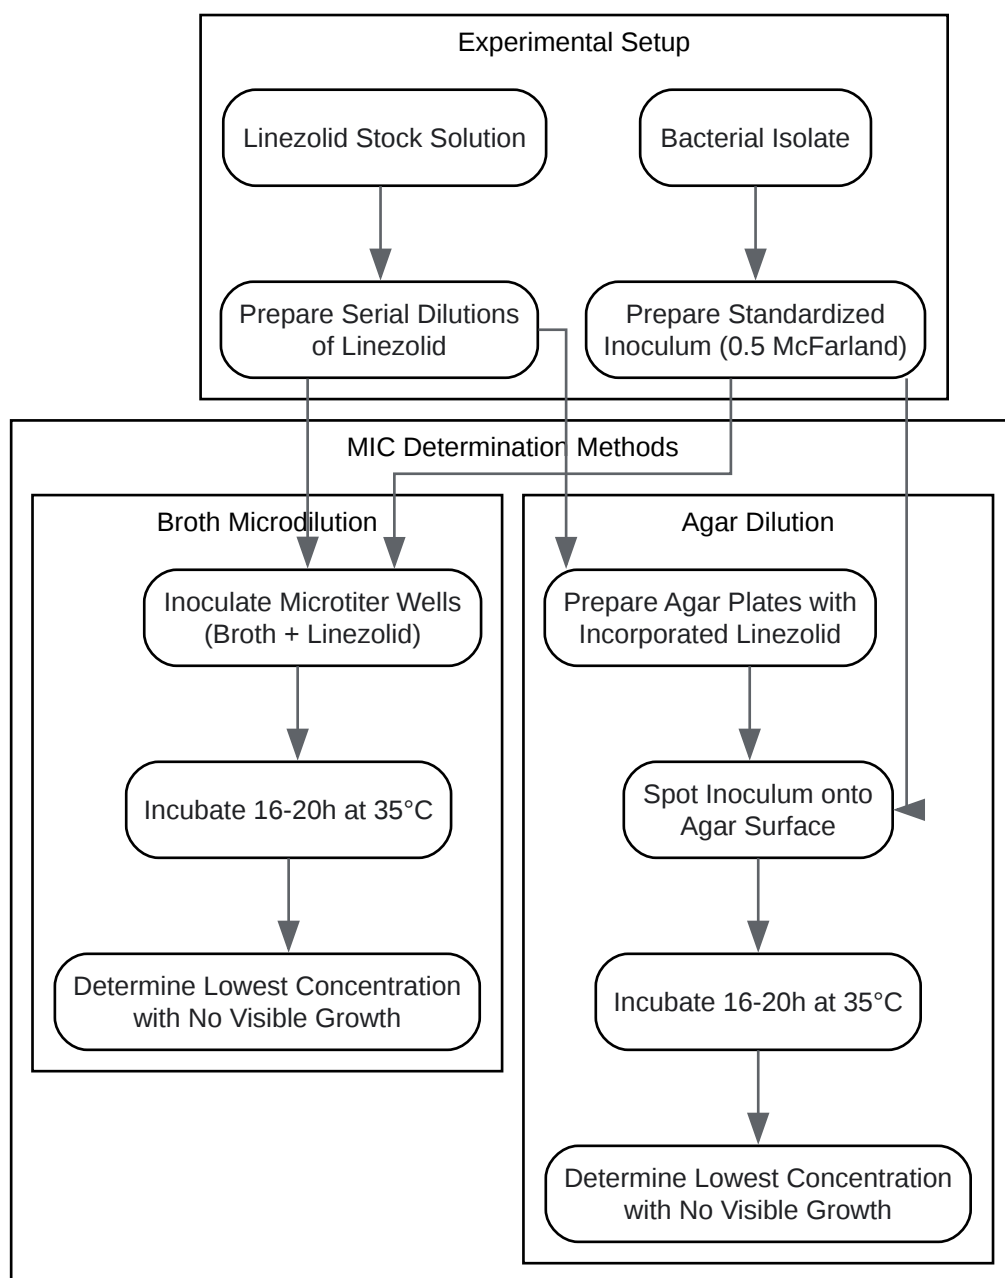 Experimental Setup
Linezolid Stock Solution
Bacterial Isolate
Prepare Serial Dilutions
of Linezolid
Prepare Standardized
Inoculum (0.5 McFarland)
MIC Determination Methods
Broth Microdilution
Inoculate Microtiter Wells
(Broth + Linezolid)
Incubate 16-20h at 35°C
Determine Lowest Concentration
with No Visible Growth
Agar Dilution
Prepare Agar Plates with
Incorporated Linezolid
Spot Inoculum onto
Agar Surface
Incubate 16-20h at 35°C
Determine Lowest Concentration
with No Visible Growth